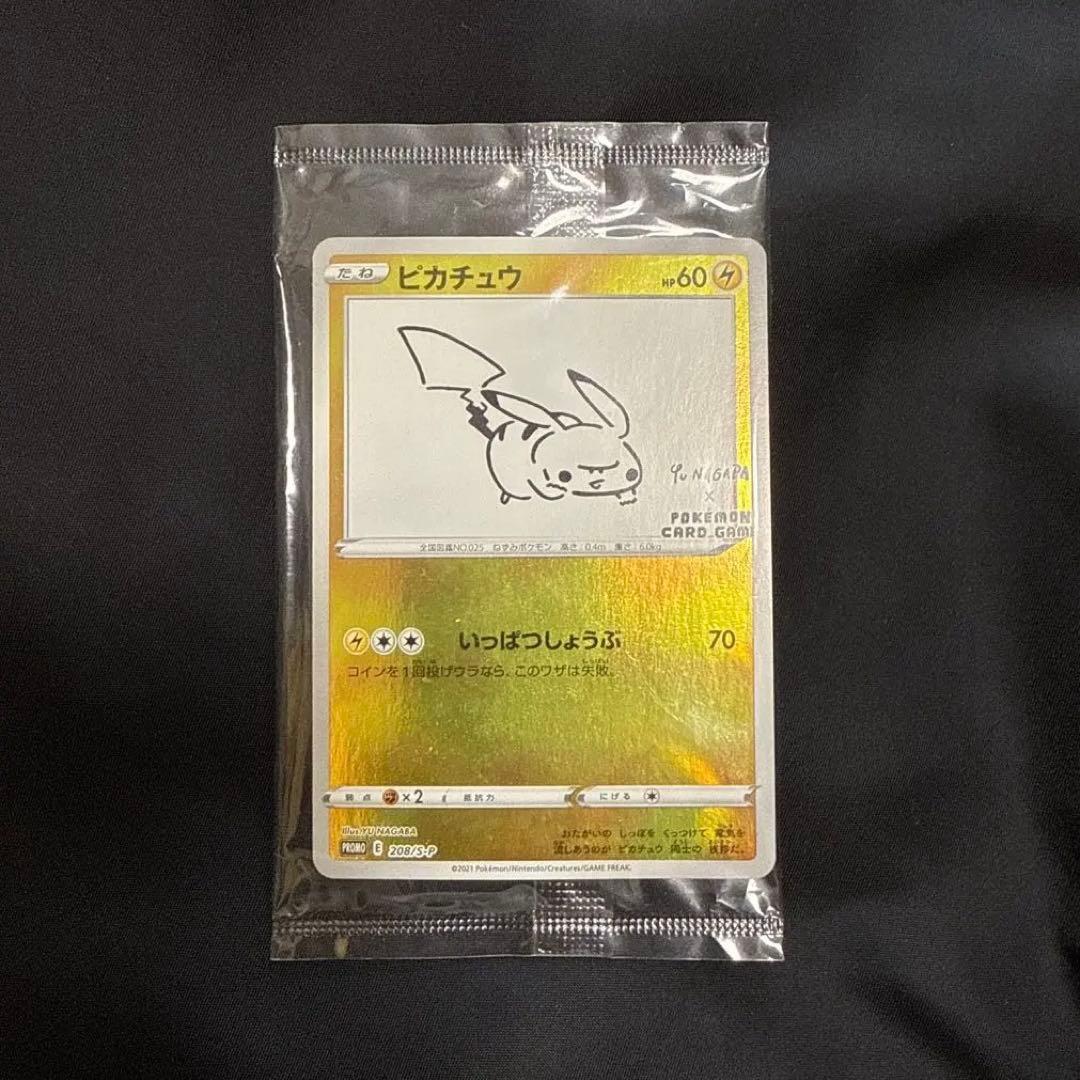 たね ピカチュウ HP60
YU NAGABA
×
POKEMON
CARD GAME
全国図鑑NO.025 ねずみポケモン 高さ:0.4m 重さ:6.0kg
いっぱつしょうぶ 70
コインを1回投げウラなら、このワザは失敗。
弱点 ×2 抵抗力 にげる
illus.YU NAGABA
おたがいの しっぽを くっつけて 電気を
流しあうのが ピカチュウ 同士の 挨拶だ。
PROMO E 208/S-P
©2021 Pokémon/Nintendo/Creatures/GAME FREAK.